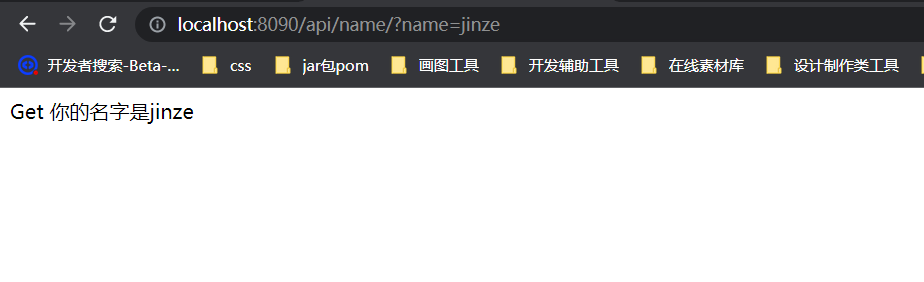 localhost:8090/api/name/?name=jinze
开发者搜索-Beta-... css jar包pom 画图工具 开发辅助工具 在线素材库 设计制作类工具
Get 你的名字是jinze